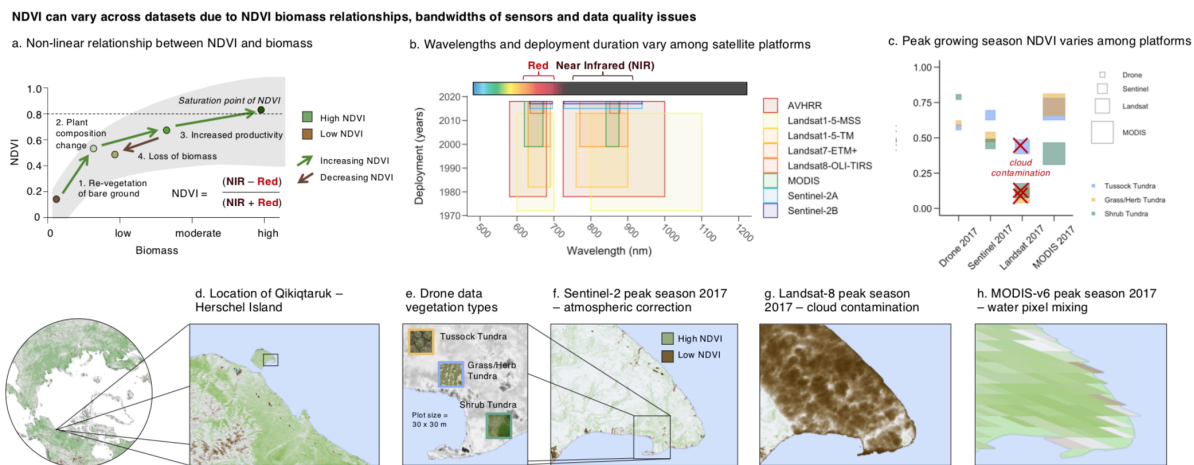 NDVI can vary across datasets due to NDVI biomass relationships, bandwidths of sensors and data quality issues
a. Non-linear relationship between NDVI and biomass
NDVI
1.0
0.8
0.6
0.4
0.2
0
Saturation point of NDVI
2. Plant
composition
change
3. Increased productivity
4. Loss of biomass
1. Re-vegetation
of bare ground
NDVI =
(NIR – Red)
(NIR + Red)
0
low
moderate
high
Biomass
High NDVI
Low NDVI
Increasing NDVI
Decreasing NDVI
b. Wavelengths and deployment duration vary among satellite platforms
Red
Near Infrared (NIR)
Deployment (years)
2020
2010
2000
1990
1980
1970
500
600
700
800
900
1000
1100
1200
Wavelength (nm)
AVHRR
Landsat1-5-MSS
Landsat1-5-TM
Landsat7-ETM+
Landsat8-OLI-TIRS
MODIS
Sentinel-2A
Sentinel-2B
c. Peak growing season NDVI varies among platforms
1.00
0.75
0.50
0.25
0.00
cloud
contamination
Drone 2017
Sentinel 2017
Landsat 2017
MODIS 2017
Drone
Sentinel
Landsat
MODIS
Tussock Tundra
Grass/Herb Tundra
Shrub Tundra
d. Location of Qikiqtaruk –
Herschel Island
e. Drone data
vegetation types
Tussock Tundra
Grass/Herb
Tundra
Shrub Tundra
Plot size =
30 x 30 m
f. Sentinel-2 peak season 2017
– atmospheric correction
High NDVI
Low NDVI
g. Landsat-8 peak season
2017 – cloud contamination
h. MODIS-v6 peak season 2017
– water pixel mixing